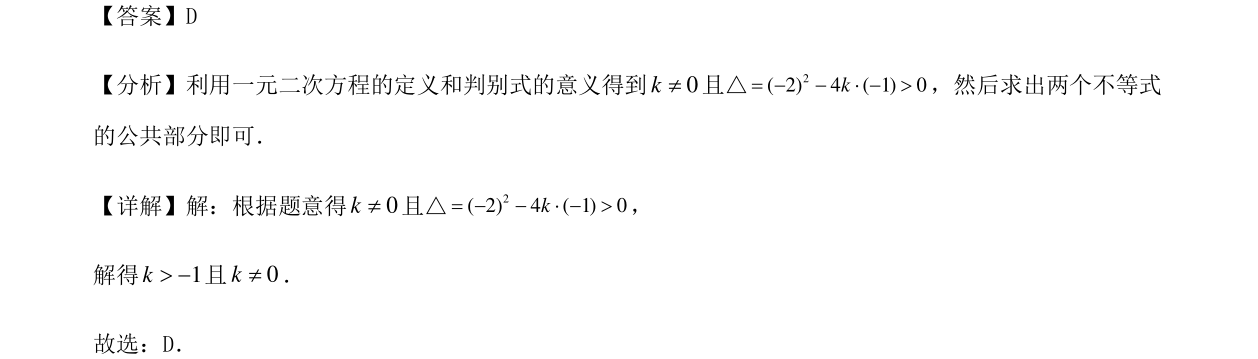 【答案】D
【分析】利用一元二次方程的定义和判别式的意义得到k ≠ 0且△ = (−2)² − 4k · (−1) > 0，然后求出两个不等式
的公共部分即可．
【详解】解：根据题意得k ≠ 0且△ = (−2)² − 4k · (−1) > 0，
解得k > −1且k ≠ 0．
故选：D．